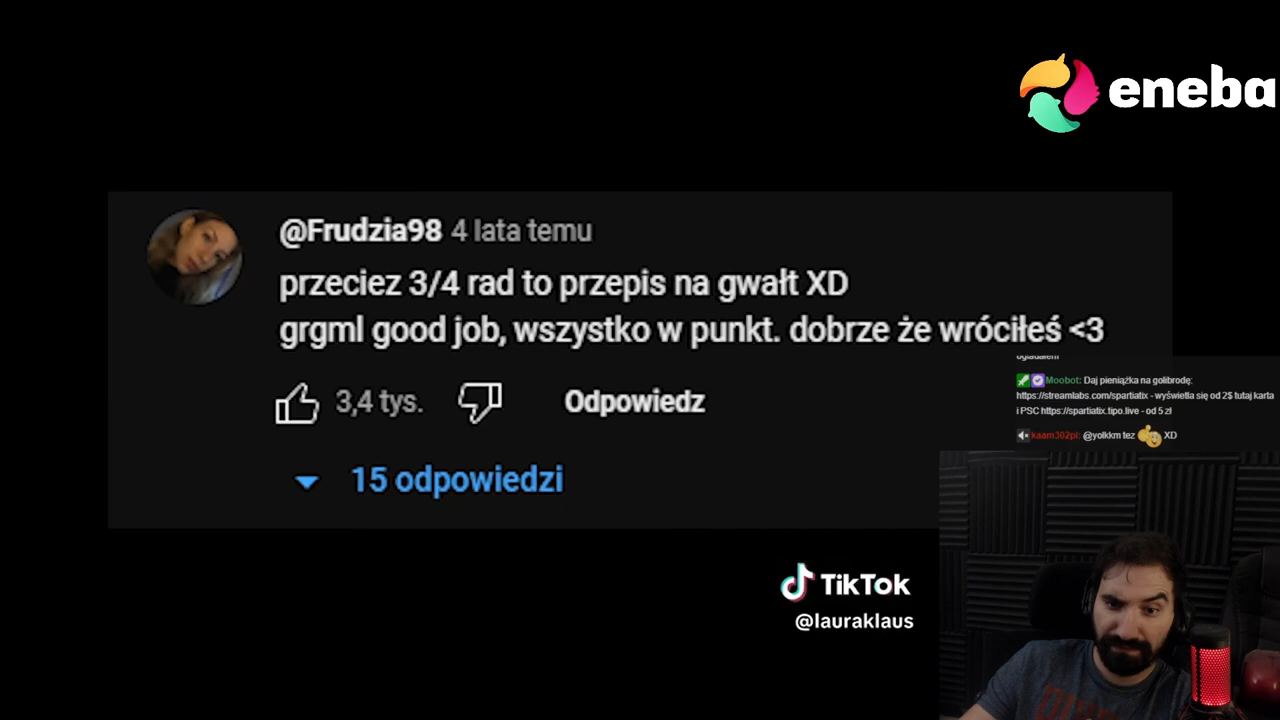 eneba
@Frudzia98 4 lata temu
przeciez 3/4 rad to przepis na gwałt XD
grgml good job, wszystko w punkt. dobrze że wróciłeś <3
3,4 tys. Odpowiedz
15 odpowiedzi
oglądałem
Moobot: Daj pieniążka na golibrodę:
https://streamlabs.com/spartiatix - wyświetla się od 2$ tutaj karta
i PSC https://spartiatix.tipo.live - od 5 zł
kaam302pl: @yolkkm tez XD
TikTok
@lauraklaus